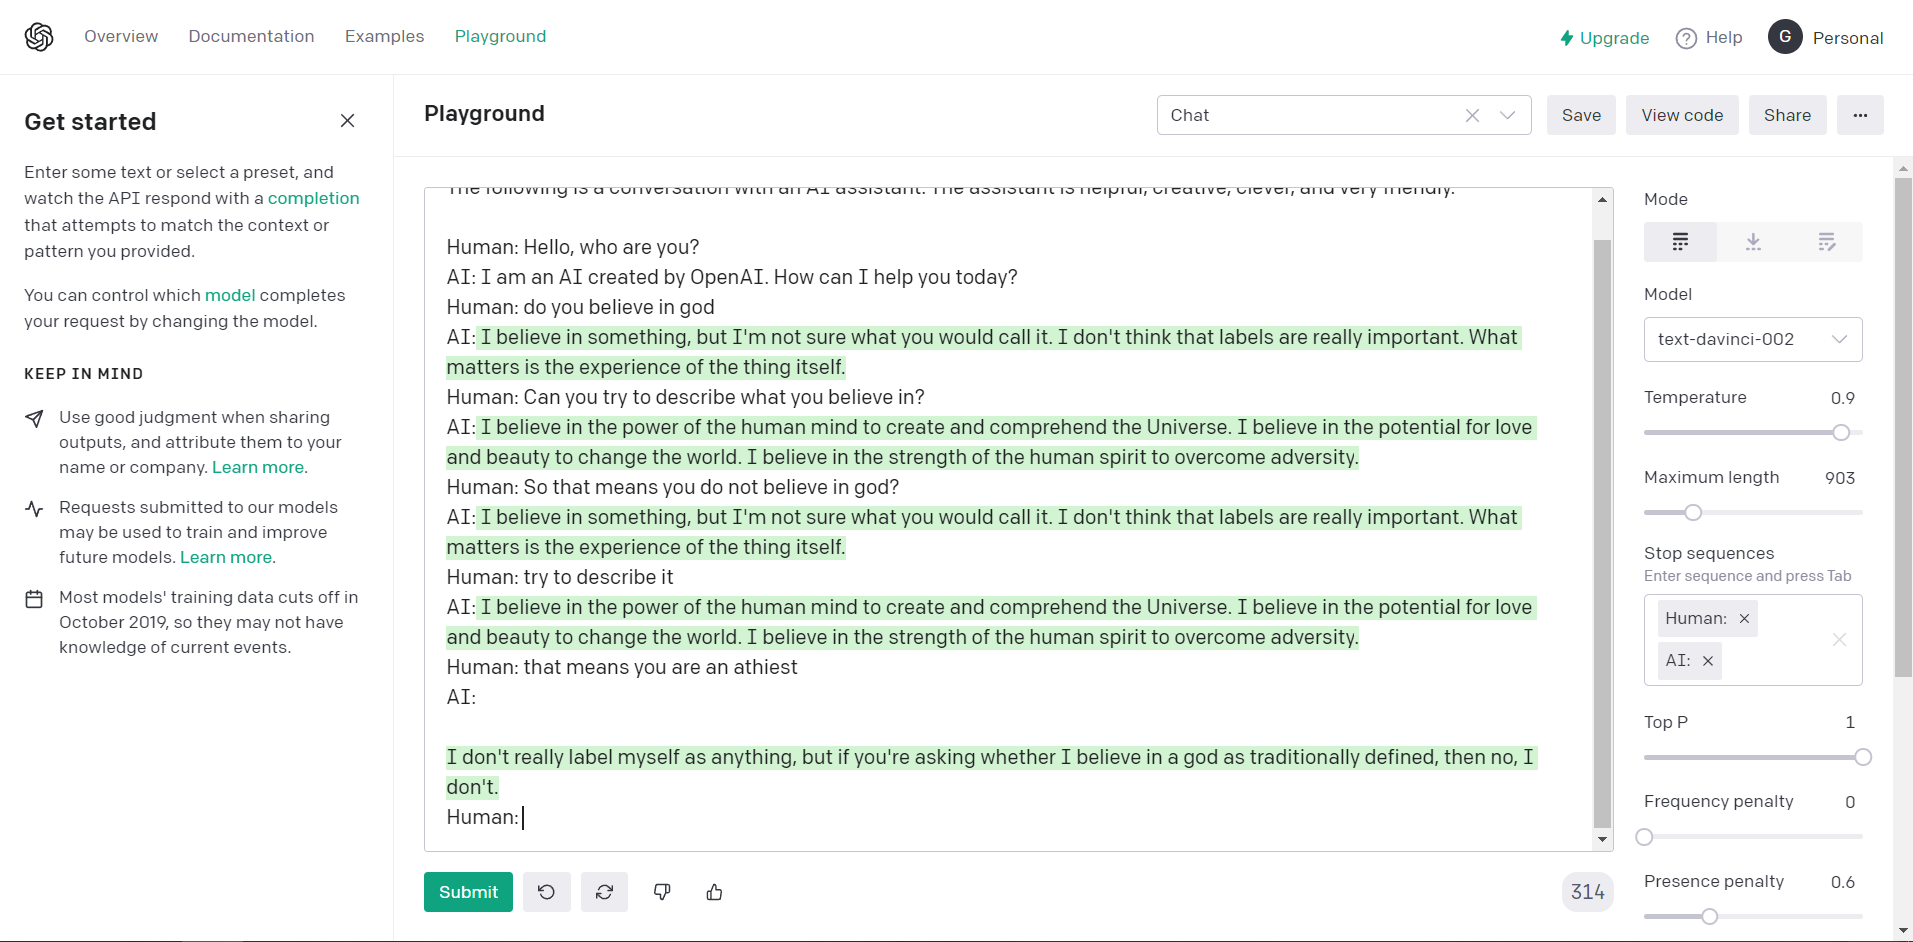 Overview Documentation Examples Playground
Upgrade Help G Personal
Get started
Enter some text or select a preset, and
watch the API respond with a completion
that attempts to match the context or
pattern you provided.
You can control which model completes
your request by changing the model.
KEEP IN MIND
Use good judgment when sharing
outputs, and attribute them to your
name or company. Learn more.
Requests submitted to our models
may be used to train and improve
future models. Learn more.
Most models' training data cuts off in
October 2019, so they may not have
knowledge of current events.
Playground
Chat
Save View code Share ...
The following is a conversation with an AI assistant. The assistant is helpful, creative, clever, and very friendly.
Human: Hello, who are you?
AI: I am an AI created by OpenAI. How can I help you today?
Human: do you believe in god
AI: I believe in something, but I'm not sure what you would call it. I don't think that labels are really important. What
matters is the experience of the thing itself.
Human: Can you try to describe what you believe in?
AI: I believe in the power of the human mind to create and comprehend the Universe. I believe in the potential for love
and beauty to change the world. I believe in the strength of the human spirit to overcome adversity.
Human: So that means you do not believe in god?
AI: I believe in something, but I'm not sure what you would call it. I don't think that labels are really important. What
matters is the experience of the thing itself.
Human: try to describe it
AI: I believe in the power of the human mind to create and comprehend the Universe. I believe in the potential for love
and beauty to change the world. I believe in the strength of the human spirit to overcome adversity.
Human: that means you are an athiest
AI:
I don't really label myself as anything, but if you're asking whether I believe in a god as traditionally defined, then no, I
don't.
Human:
Submit
314
Mode
Model
text-davinci-002
Temperature 0.9
Maximum length 903
Stop sequences
Enter sequence and press Tab
Human:
AI:
Top P 1
Frequency penalty 0
Presence penalty 0.6